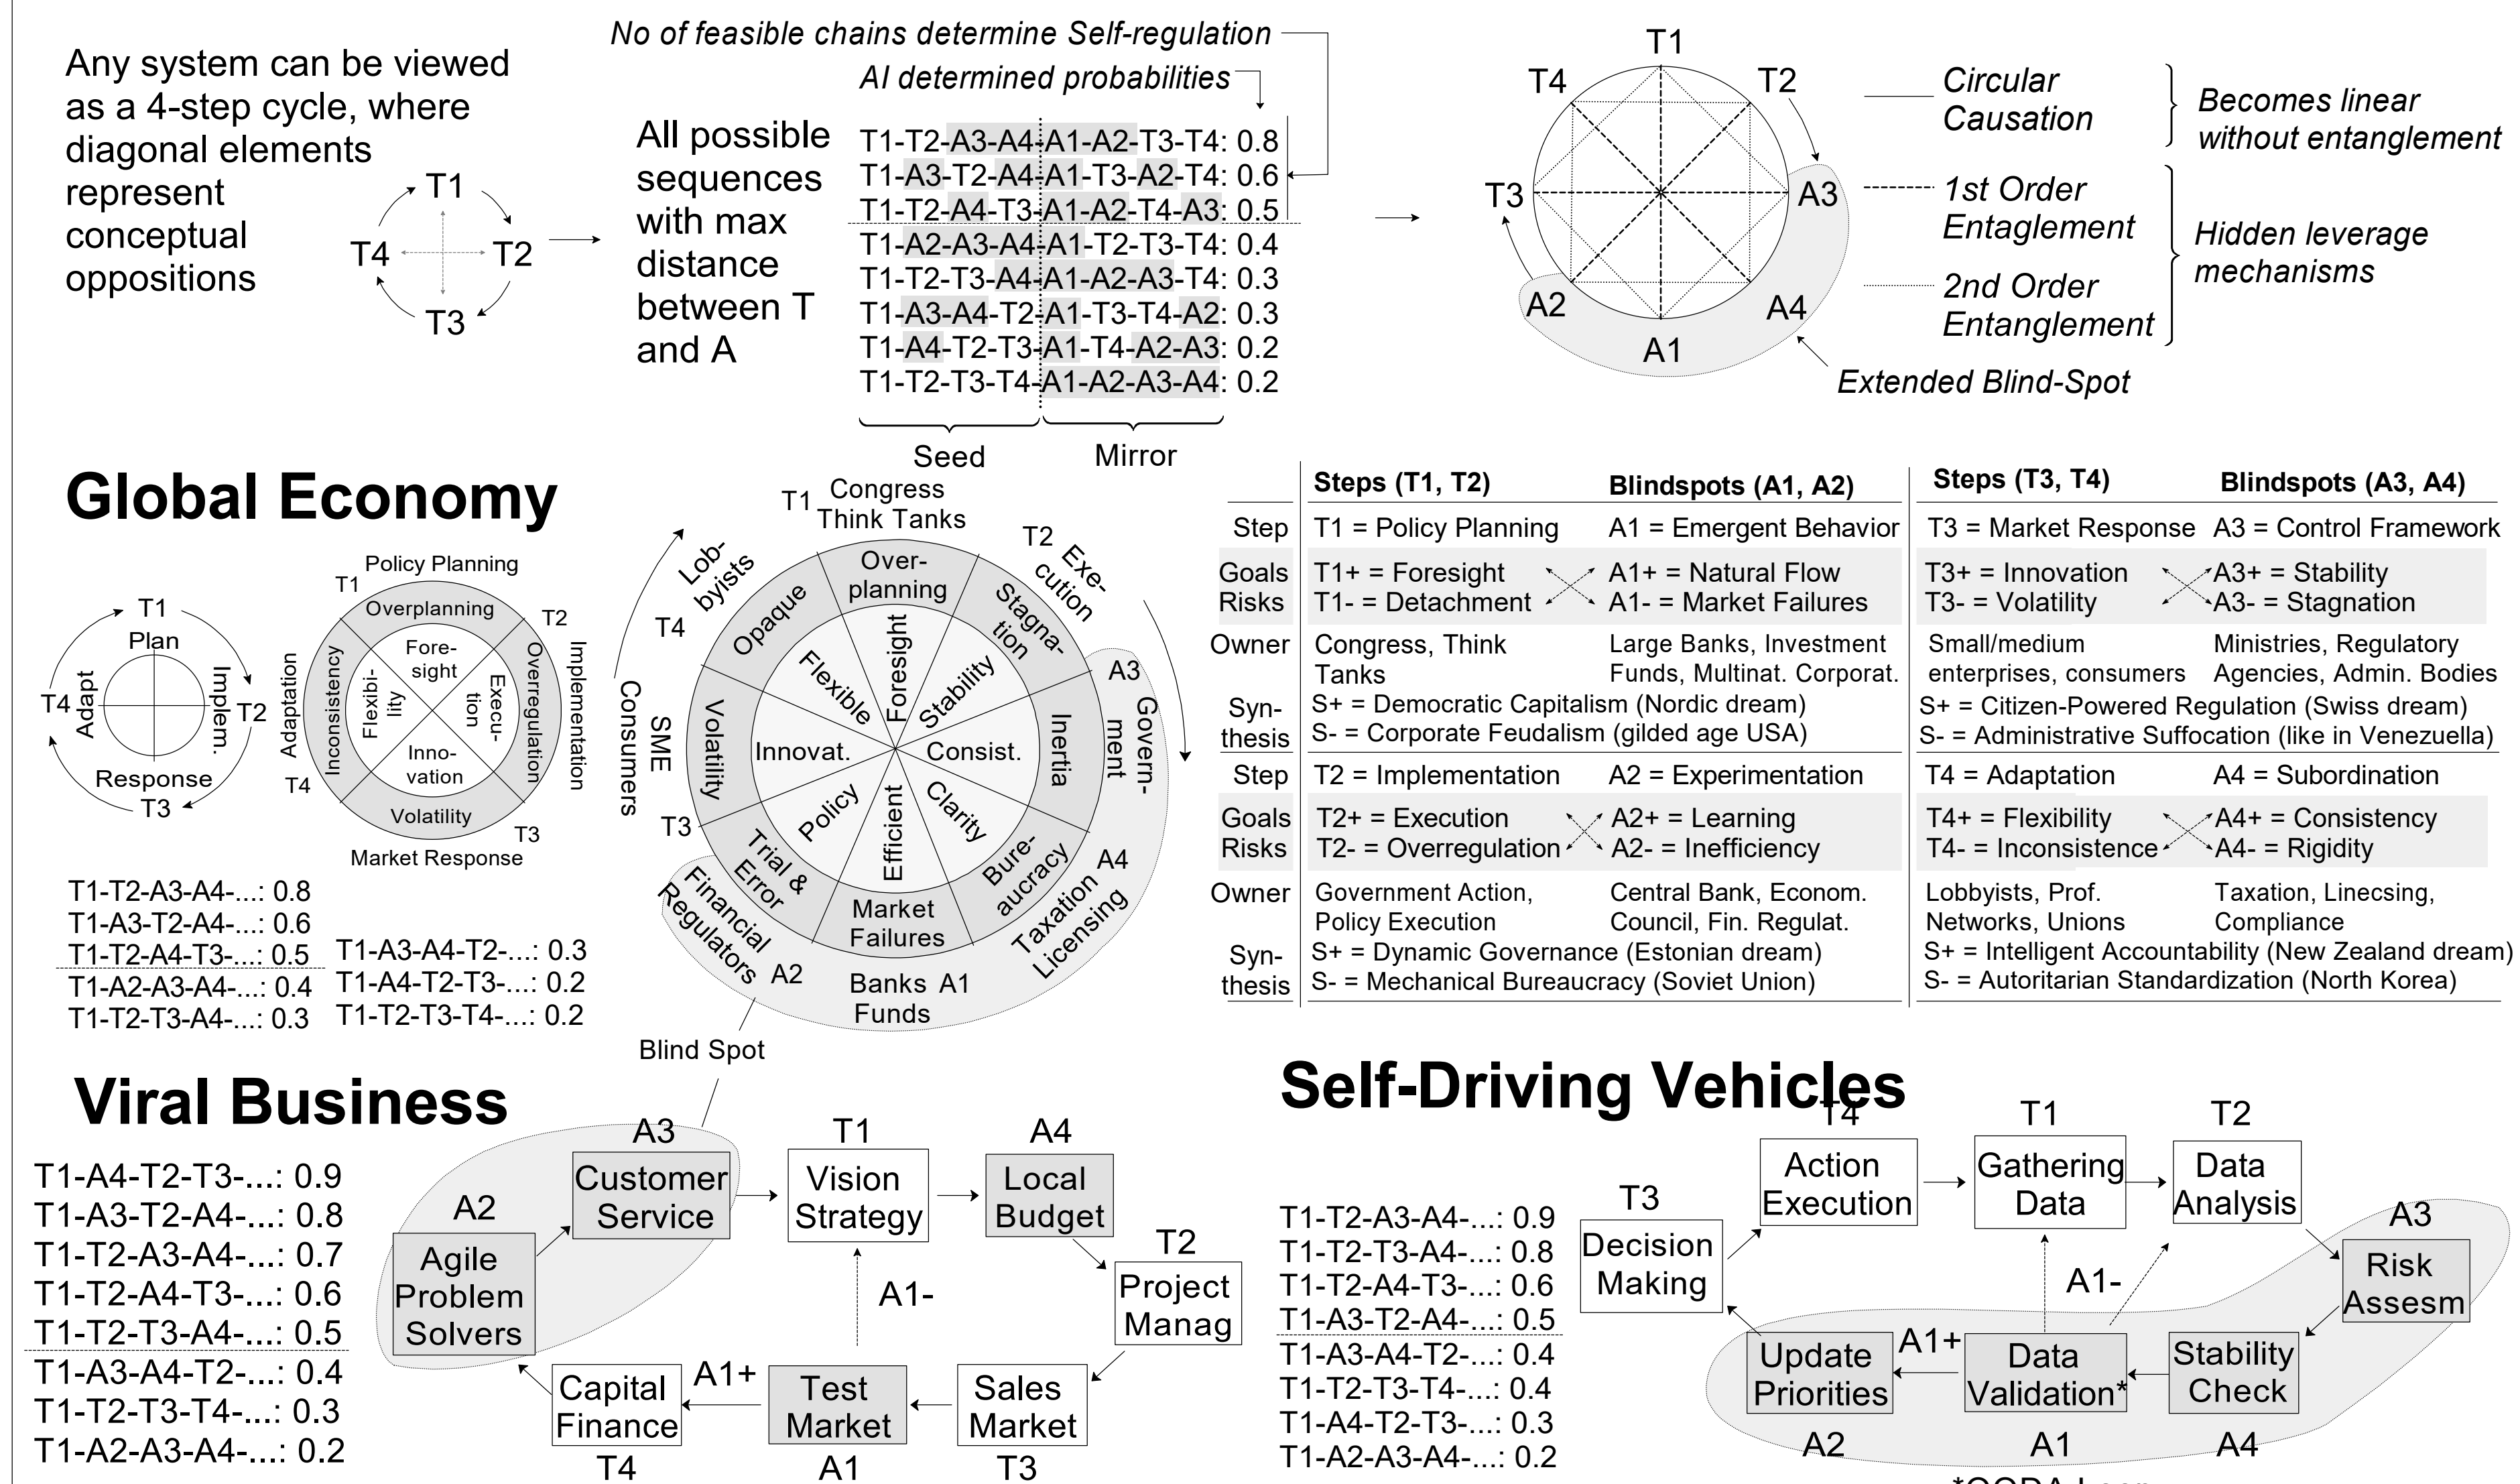 Any system can be viewed
as a 4-step cycle, where
diagonal elements
represent
conceptual
oppositions
T1
T4
T2
T3
No of feasible chains determine Self-regulation
AI determined probabilities
All possible
sequences
with max
distance
between T
and A
T1-T2-A3-A4-A1-A2-T3-T4: 0.8
T1-A3-T2-A4-A1-T3-A2-T4: 0.6
T1-T2-A4-T3-A1-A2-T4-A3: 0.5
T1-A2-A3-A4-A1-T2-T3-T4: 0.4
T1-T2-T3-A4-A1-A2-A3-T4: 0.3
T1-A3-A4-T2-A1-T3-T4-A2: 0.3
T1-A4-T2-T3-A1-T4-A2-A3: 0.2
T1-T2-T3-T4-A1-A2-A3-A4: 0.2
Seed
Mirror
T1
T4
T2
T3
A3
A2
A4
A1
Extended Blind-Spot
Circular
Causation
1st Order
Entaglement
2nd Order
Entanglement
Becomes linear
without entanglement
Hidden leverage
mechanisms
Global Economy
T1
Plan
T4
Adapt
Implem.
T2
Response
T3
Policy Planning
T1
Overplanning
T2
Implementation
Overregulation
Fore-
sight
Execu-
tion
Inno-
vation
Flexibi-
lity
Inconsistency
Adaptation
T4
Volatility
T3
Market Response
T1-T2-A3-A4-...: 0.8
T1-A3-T2-A4-...: 0.6
T1-T2-A4-T3-...: 0.5
T1-A2-A3-A4-...: 0.4
T1-T2-T3-A4-...: 0.3
T1-A3-A4-T2-...: 0.3
T1-A4-T2-T3-...: 0.2
T1-T2-T3-T4-...: 0.2
T1
Congress
Think Tanks
T2
Exe-
cution
Lob-
byists
T4
Over-
planning
Stagna-
tion
Opaque
Foresight
Stability
Flexible
A3
Govern-
ment
Inertia
Consist.
Innovat.
Volatility
SME
Consumers
T3
Policy
Efficient
Clarity
Trial &
Error
Market
Failures
Bure-
aucracy
A4
Taxation
Licensing
Financial
Regulators
A2
Banks A1
Funds
Blind Spot
Steps (T1, T2)
Blindspots (A1, A2)
Steps (T3, T4)
Blindspots (A3, A4)
Step
T1 = Policy Planning
A1 = Emergent Behavior
T3 = Market Response
A3 = Control Framework
Goals
Risks
T1+ = Foresight
T1- = Detachment
A1+ = Natural Flow
A1- = Market Failures
T3+ = Innovation
T3- = Volatility
A3+ = Stability
A3- = Stagnation
Owner
Congress, Think
Tanks
Large Banks, Investment
Funds, Multinat. Corporat.
Small/medium
enterprises, consumers
Ministries, Regulatory
Agencies, Admin. Bodies
Syn-
thesis
S+ = Democratic Capitalism (Nordic dream)
S- = Corporate Feudalism (gilded age USA)
S+ = Citizen-Powered Regulation (Swiss dream)
S- = Administrative Suffocation (like in Venezuella)
Step
T2 = Implementation
A2 = Experimentation
T4 = Adaptation
A4 = Subordination
Goals
Risks
T2+ = Execution
T2- = Overregulation
A2+ = Learning
A2- = Inefficiency
T4+ = Flexibility
T4- = Inconsistence
A4+ = Consistency
A4- = Rigidity
Owner
Government Action,
Policy Execution
Central Bank, Econom.
Council, Fin. Regulat.
Lobbyists, Prof.
Networks, Unions
Taxation, Linecsing,
Compliance
Syn-
thesis
S+ = Dynamic Governance (Estonian dream)
S- = Mechanical Bureaucracy (Soviet Union)
S+ = Intelligent Accountability (New Zealand dream)
S- = Autoritarian Standardization (North Korea)
Viral Business
T1-A4-T2-T3-...: 0.9
T1-A3-T2-A4-...: 0.8
T1-T2-A3-A4-...: 0.7
T1-T2-A4-T3-...: 0.6
T1-T2-T3-A4-...: 0.5
T1-A3-A4-T2-...: 0.4
T1-T2-T3-T4-...: 0.3
T1-A2-A3-A4-...: 0.2
A3
Customer
Service
T1
Vision
Strategy
A4
Local
Budget
A2
Agile
Problem
Solvers
T2
Project
Manag
A1-
A1+
Capital
Finance
T4
Test
Market
A1
Sales
Market
T3
Self-Driving Vehicles
T1-T2-A3-A4-...: 0.9
T1-T2-T3-A4-...: 0.8
T1-T2-A4-T3-...: 0.6
T1-A3-T2-A4-...: 0.5
T1-A3-A4-T2-...: 0.4
T1-T2-T3-T4-...: 0.4
T1-A4-T2-T3-...: 0.3
T1-A2-A3-A4-...: 0.2
T4
Action
Execution
T1
Gathering
Data
T2
Data
Analysis
T3
Decision
Making
A3
Risk
Assesm
A1-
A1+
Update
Priorities
A2
Data
Validation*
A1
Stability
Check
A4